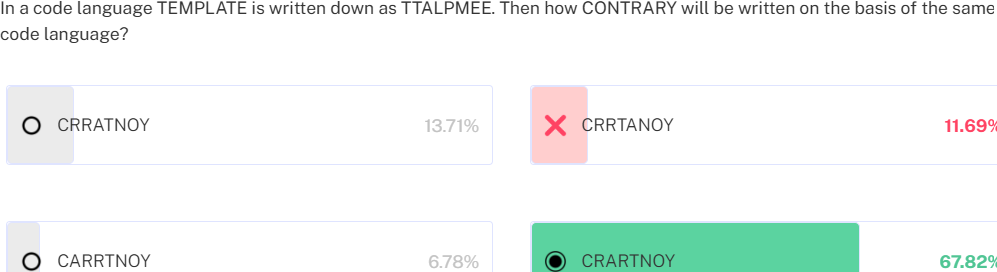 In a code language TEMPLATE is written down as TTALPMEE. Then how CONTRARY will be written on the basis of the same
code language?
CRRATNOY 13.71%
CRRTANOY 11.69%
CARRTNOY 6.78%
CRARTNOY 67.82%